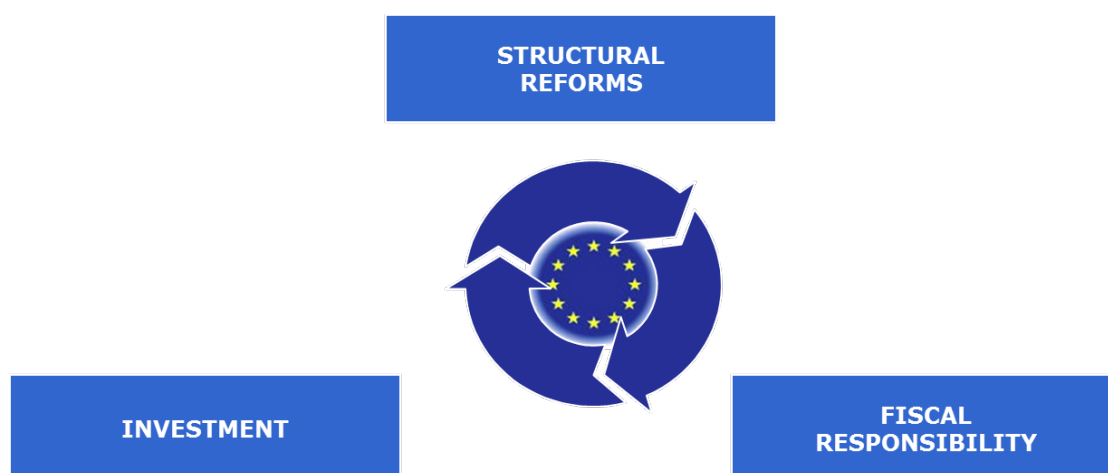 STRUCTURAL
REFORMS
INVESTMENT
FISCAL
RESPONSIBILITY